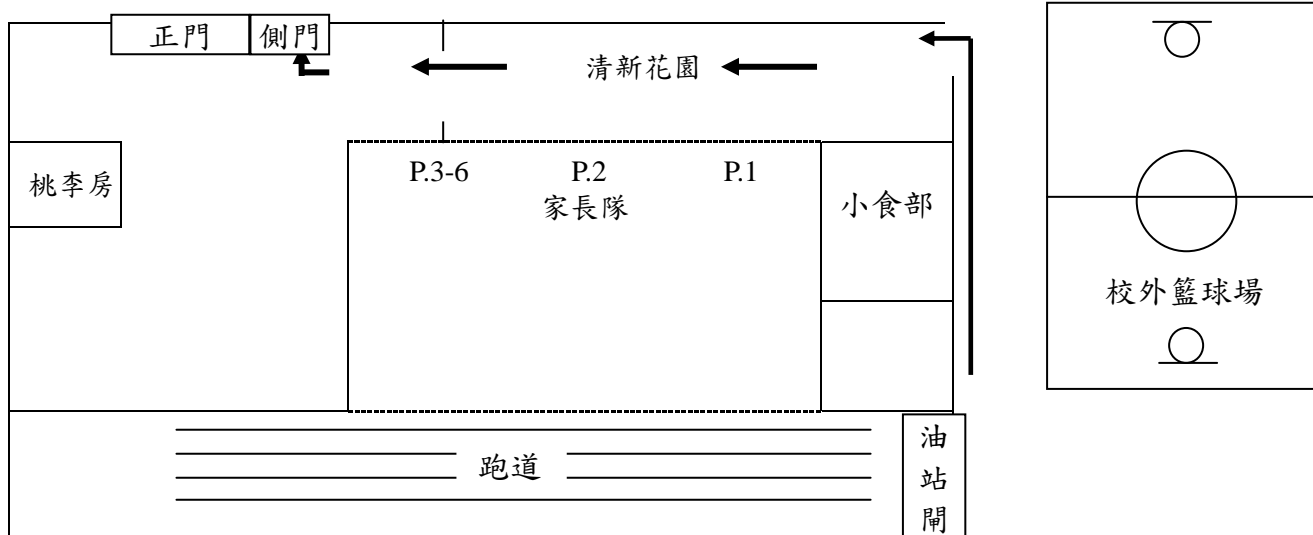 正門 側門
清新花園
P.3-6 P.2 P.1
家長隊
桃李房
小食部
校外籃球場
跑道
油
站
閘